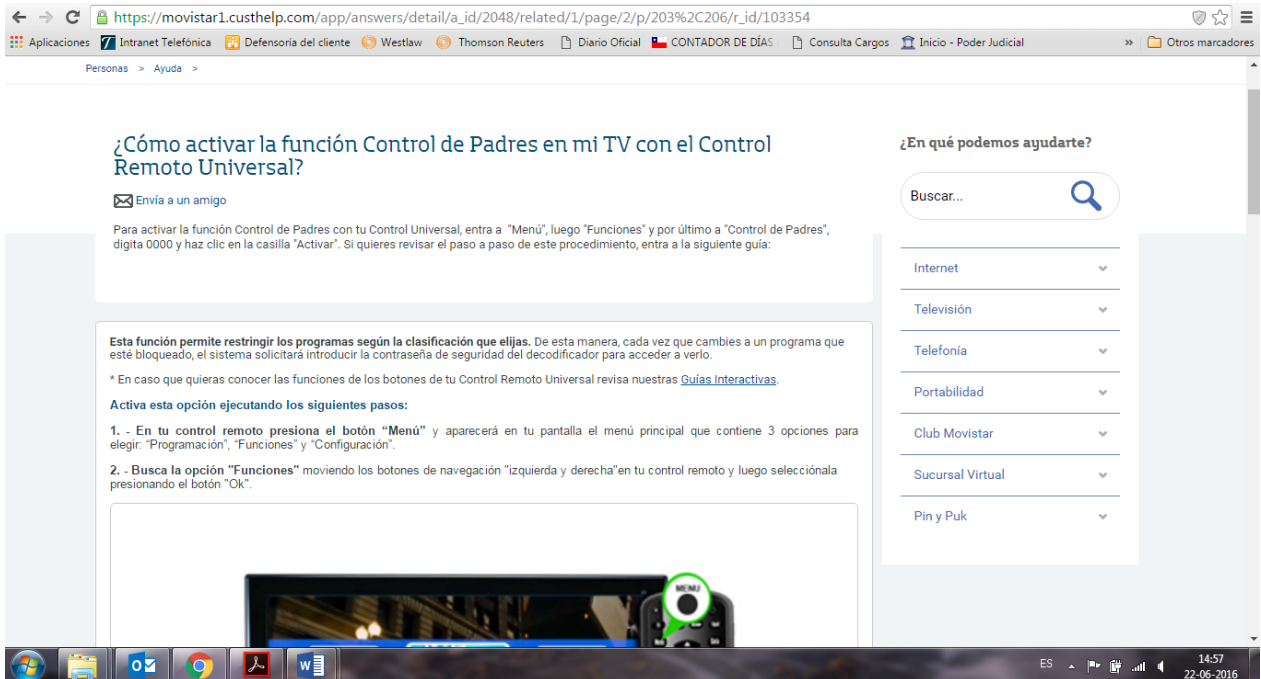 https://movistar1.custhelp.com/app/answers/detail/a_id/2048/related/1/page/2/p/203%2C206/r_id/103354
Aplicaciones Intranet Telefónica Defensoria del cliente Westlaw Thomson Reuters Diario Oficial CONTADOR DE DÍAS Consulta Cargos Inicio - Poder Judicial » Otros marcadores
Personas > Ayuda >
¿Cómo activar la función Control de Padres en mi TV con el Control
Remoto Universal?
Envía a un amigo
Para activar la función Control de Padres con tu Control Universal, entra a "Menú", luego "Funciones" y por último a "Control de Padres",
digita 0000 y haz clic en la casilla "Activar". Si quieres revisar el paso a paso de este procedimiento, entra a la siguiente guía:
Esta función permite restringir los programas según la clasificación que elijas. De esta manera, cada vez que cambies a un programa que
esté bloqueado, el sistema solicitará introducir la contraseña de seguridad del decodificador para acceder a verlo.
* En caso que quieras conocer las funciones de los botones de tu Control Remoto Universal revisa nuestras Guías Interactivas.
Activa esta opción ejecutando los siguientes pasos:
1. - En tu control remoto presiona el botón “Menú” y aparecerá en tu pantalla el menú principal que contiene 3 opciones para
elegir: “Programación”, “Funciones” y “Configuración”.
2. - Busca la opción "Funciones" moviendo los botones de navegación "izquierda y derecha"en tu control remoto y luego selecciónala
presionando el botón "Ok".
MENU
¿En qué podemos ayudarte?
Buscar...
Internet
Televisión
Telefonía
Portabilidad
Club Movistar
Sucursal Virtual
Pin y Puk
ES
14:57
22-06-2016